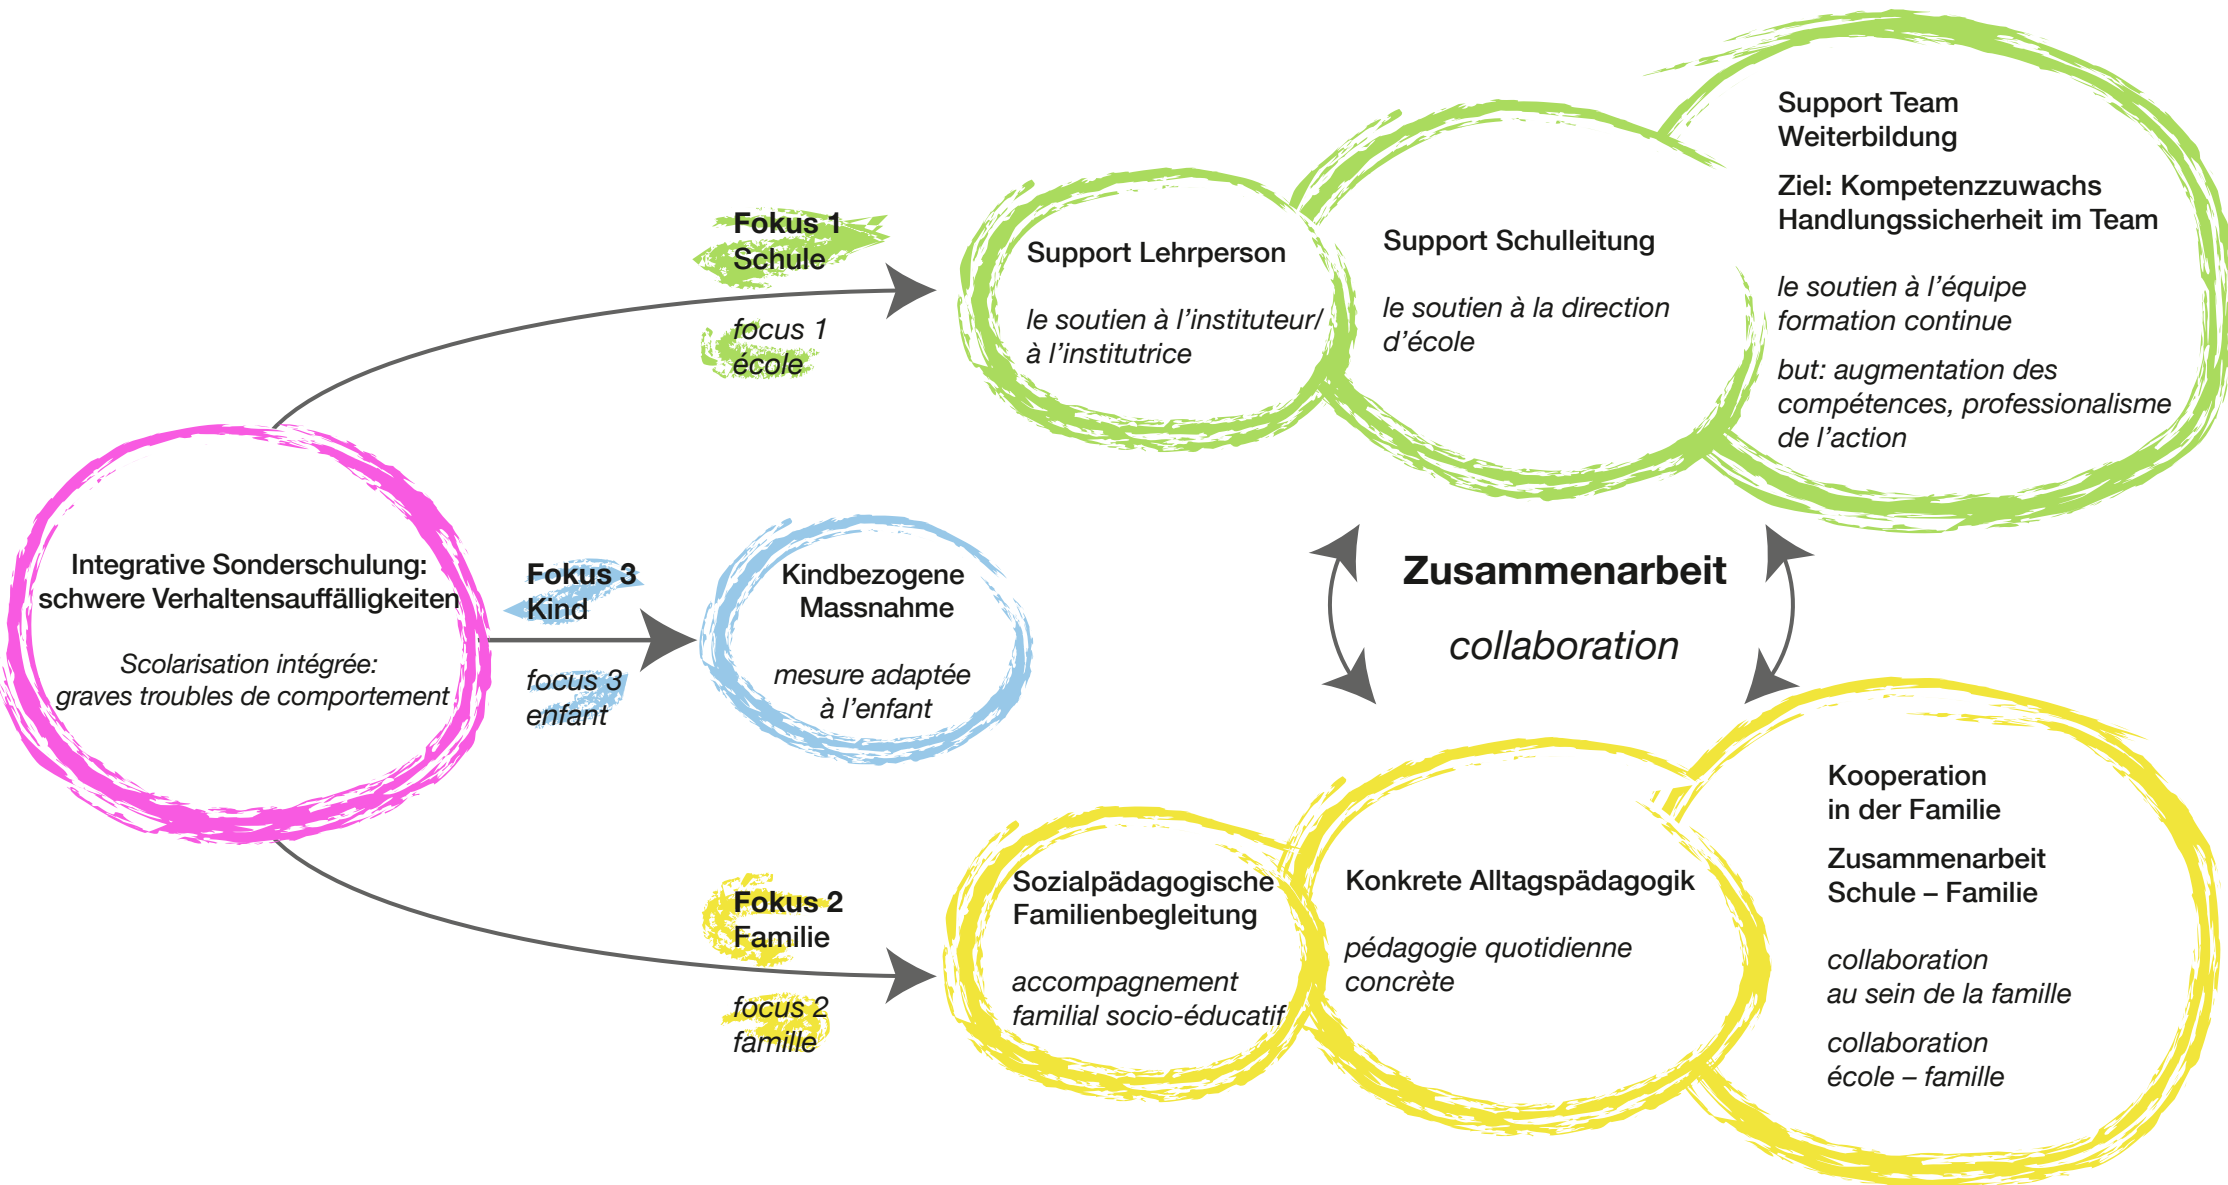 Integrative Sonderschulung:
schwere Verhaltensauffälligkeiten
Scolarisation intégrée:
graves troubles de comportement
Fokus 1
Schule
focus 1
école
Support Lehrperson
le soutien à l’instituteur/
à l’institutrice
Support Schulleitung
le soutien à la direction
d’école
Support Team
Weiterbildung
Ziel: Kompetenzzuwachs
Handlungssicherheit im Team
le soutien à l’équipe
formation continue
but: augmentation des
compétences, professionalisme
de l’action
Fokus 3
Kind
focus 3
enfant
Kindbezogene
Massnahme
mesure adaptée
à l’enfant
Zusammenarbeit
collaboration
Fokus 2
Familie
focus 2
famille
Sozialpädagogische
Familienbegleitung
accompagnement
familial socio-éducatif
Konkrete Alltagspädagogik
pédagogie quotidienne
concrète
Kooperation
in der Familie
Zusammenarbeit
Schule – Familie
collaboration
au sein de la famille
collaboration
école – famille